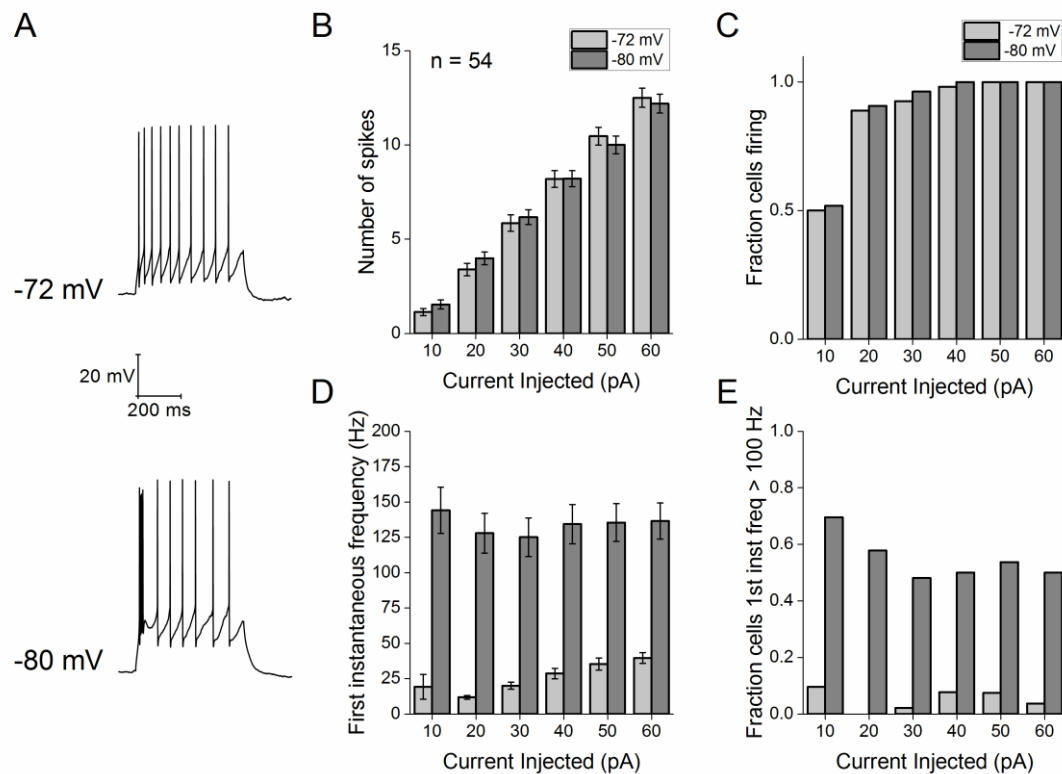 A
-72 mV
20 mV
200 ms
-80 mV
B
n = 54
-72 mV
-80 mV
Number of spikes
15
10
5
0
10 20 30 40 50 60
Current Injected (pA)
C
-72 mV
-80 mV
Fraction cells firing
1.0
0.5
0.0
10 20 30 40 50 60
Current Injected (pA)
D
First instantaneous frequency (Hz)
200
175
150
125
100
75
50
25
0
10 20 30 40 50 60
Current Injected (pA)
E
Fraction cells 1st inst freq > 100 Hz
1.0
0.8
0.6
0.4
0.2
0.0
10 20 30 40 50 60
Current Injected (pA)